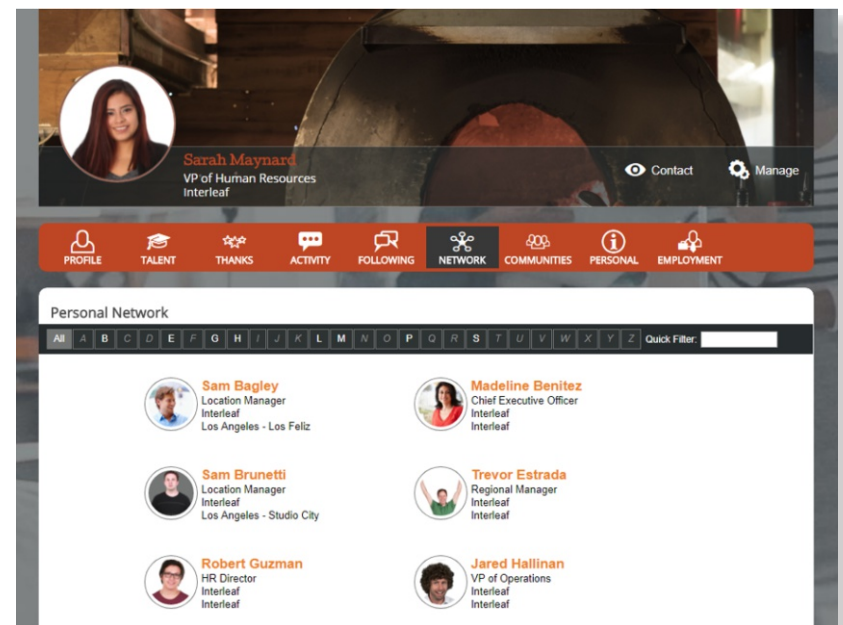 Sarah Maynard
VP of Human Resources
Interleaf
Contact
Manage
PROFILE TALENT THANKS ACTIVITY FOLLOWING NETWORK COMMUNITIES PERSONAL EMPLOYMENT
Personal Network
All A B C D E F G H I J K L M N O P Q R S T U V W X Y Z Quick Filter:
Sam Bagley
Location Manager
Interleaf
Los Angeles - Los Feliz
Madeline Benitez
Chief Executive Officer
Interleaf
Interleaf
Sam Brunetti
Location Manager
Interleaf
Los Angeles - Studio City
Trevor Estrada
Regional Manager
Interleaf
Interleaf
Robert Guzman
HR Director
Interleaf
Interleaf
Jared Hallinan
VP of Operations
Interleaf
Interleaf